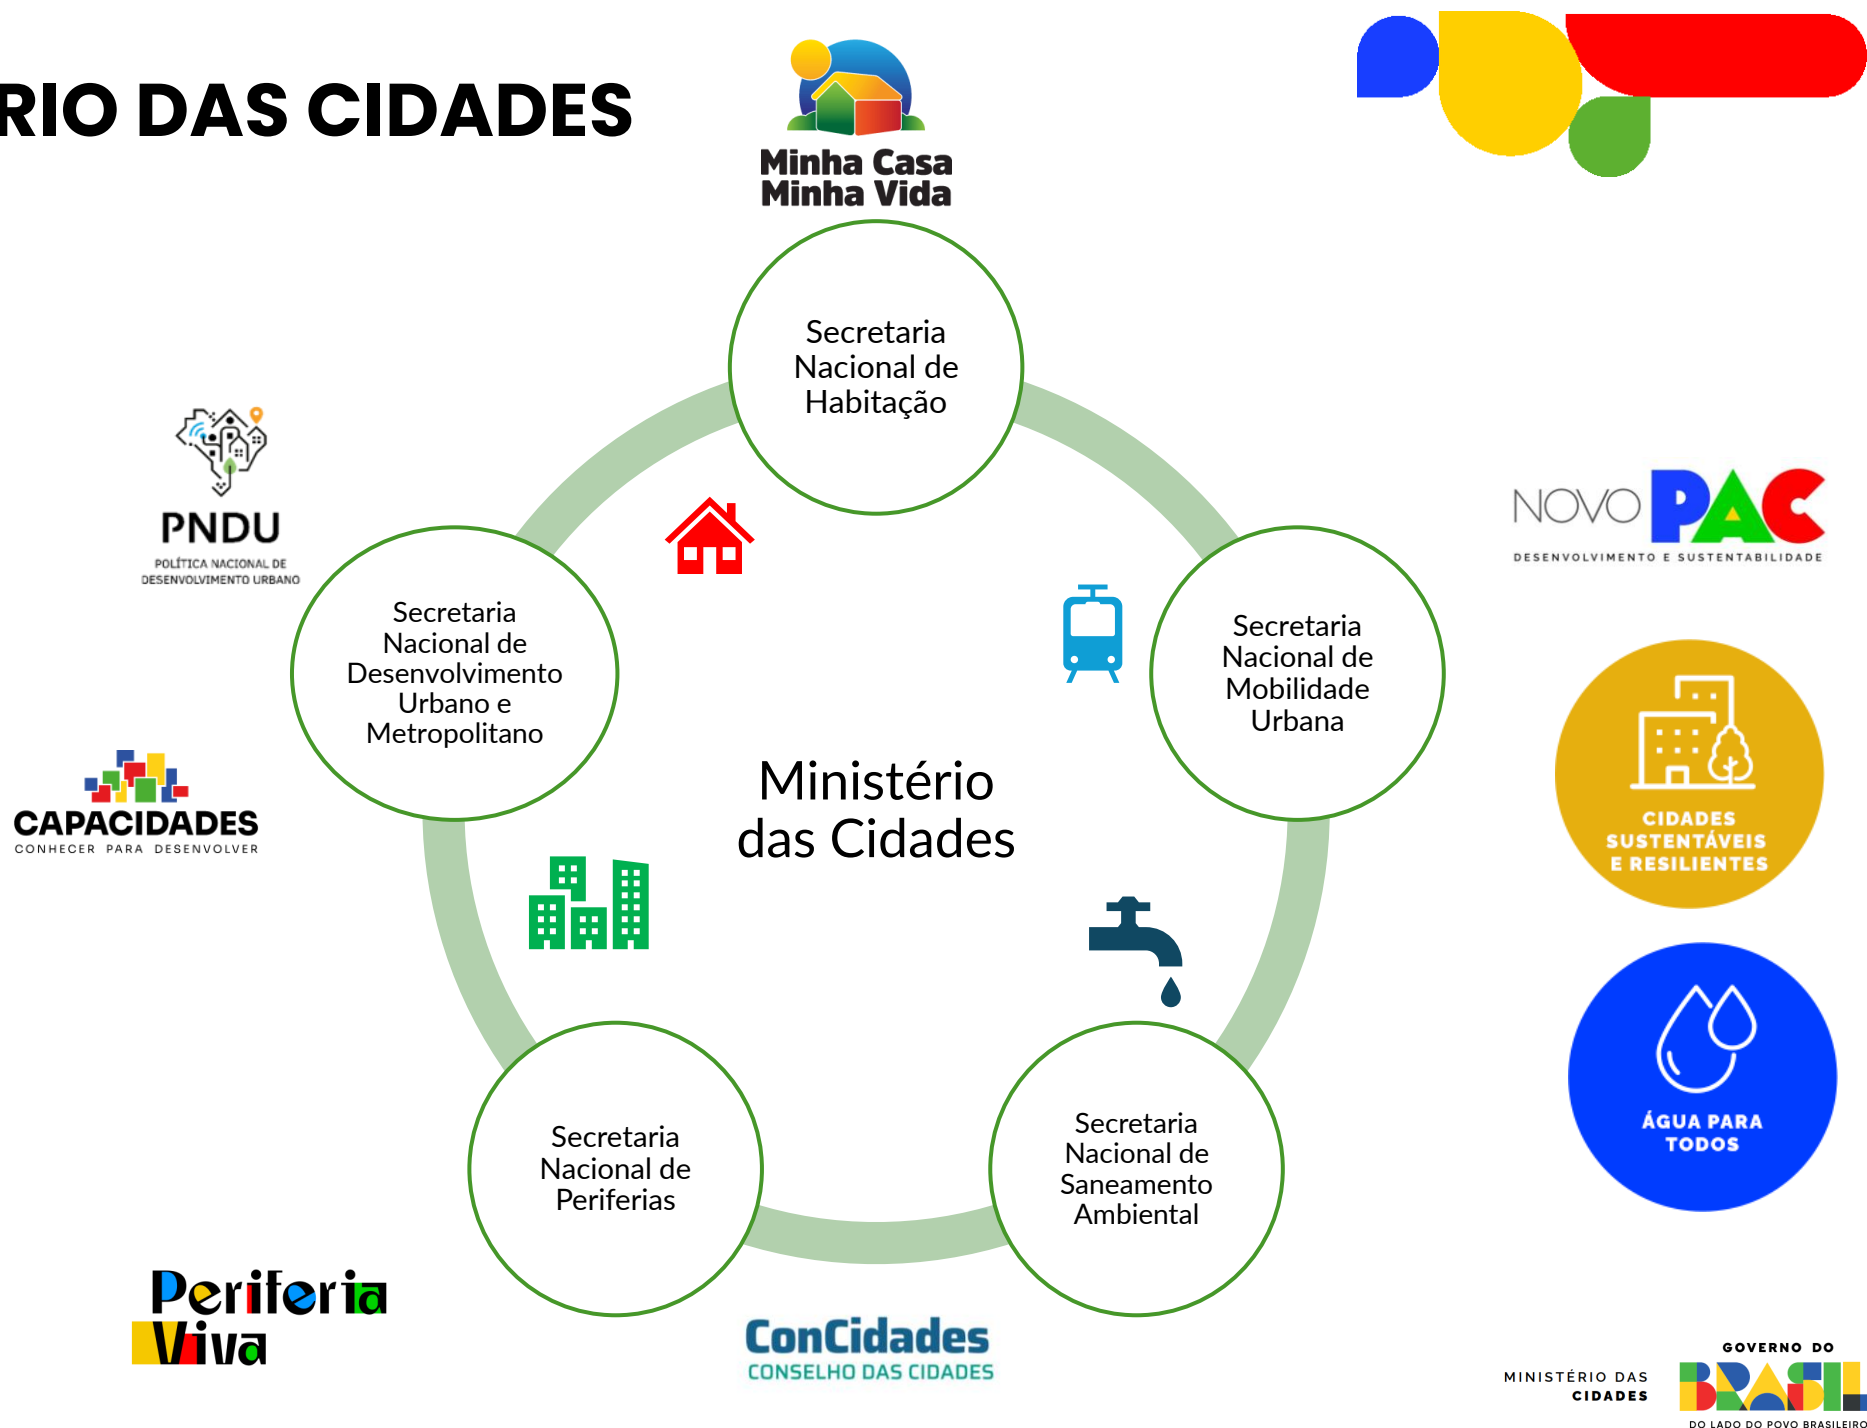 RIO DAS CIDADES
Minha Casa
Minha Vida
Secretaria
Nacional de
Habitação
PNDU
POLÍTICA NACIONAL DE
DESENVOLVIMENTO URBANO
NOVO PAC
DESENVOLVIMENTO E SUSTENTABILIDADE
Secretaria
Nacional de
Desenvolvimento
Urbano e
Metropolitano
Secretaria
Nacional de
Mobilidade
Urbana
Ministério
das Cidades
CAPACIDADES
CONHECER PARA DESENVOLVER
CIDADES
SUSTENTÁVEIS
E RESILIENTES
ÁGUA PARA
TODOS
Secretaria
Nacional de
Periferias
Secretaria
Nacional de
Saneamento
Ambiental
Periferia
Viva
ConCidades
CONSELHO DAS CIDADES
MINISTÉRIO DAS
CIDADES
GOVERNO DO
BRASIL
DO LADO DO POVO BRASILEIRO